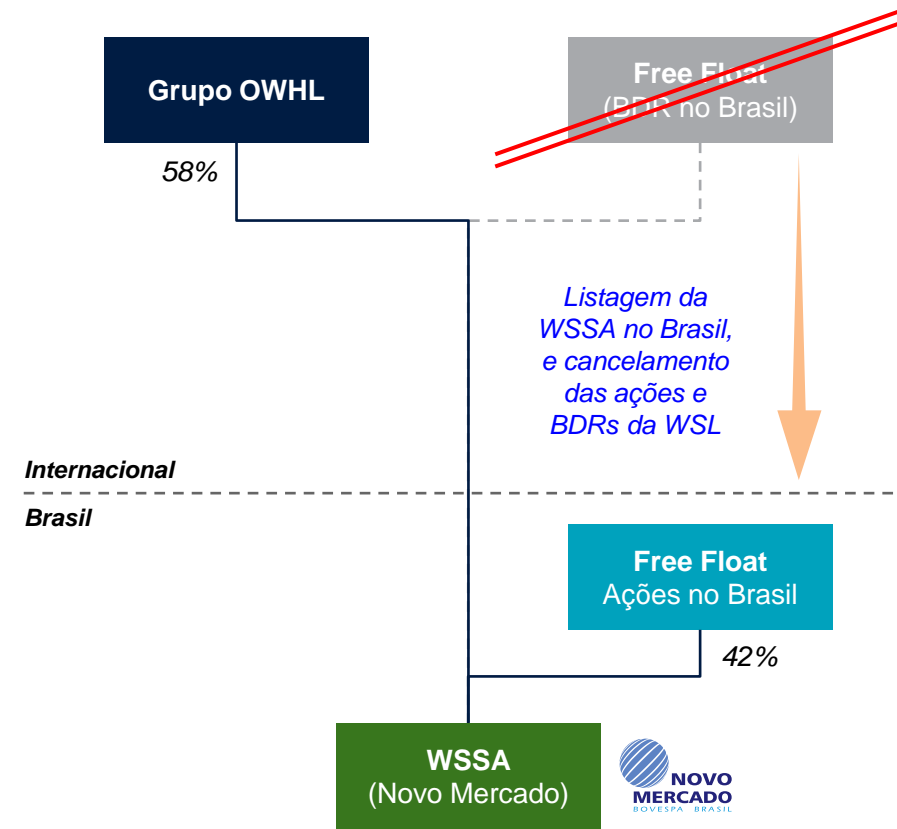 Grupo OWHL
Free Float
(BDR no Brasil)
58%
Listagem da
WSSA no Brasil,
e cancelamento
das ações e
BDRs da WSL
Internacional
Brasil
Free Float
Ações no Brasil
42%
WSSA
(Novo Mercado)
NOVO
MERCADO
BOVESPA BRASIL